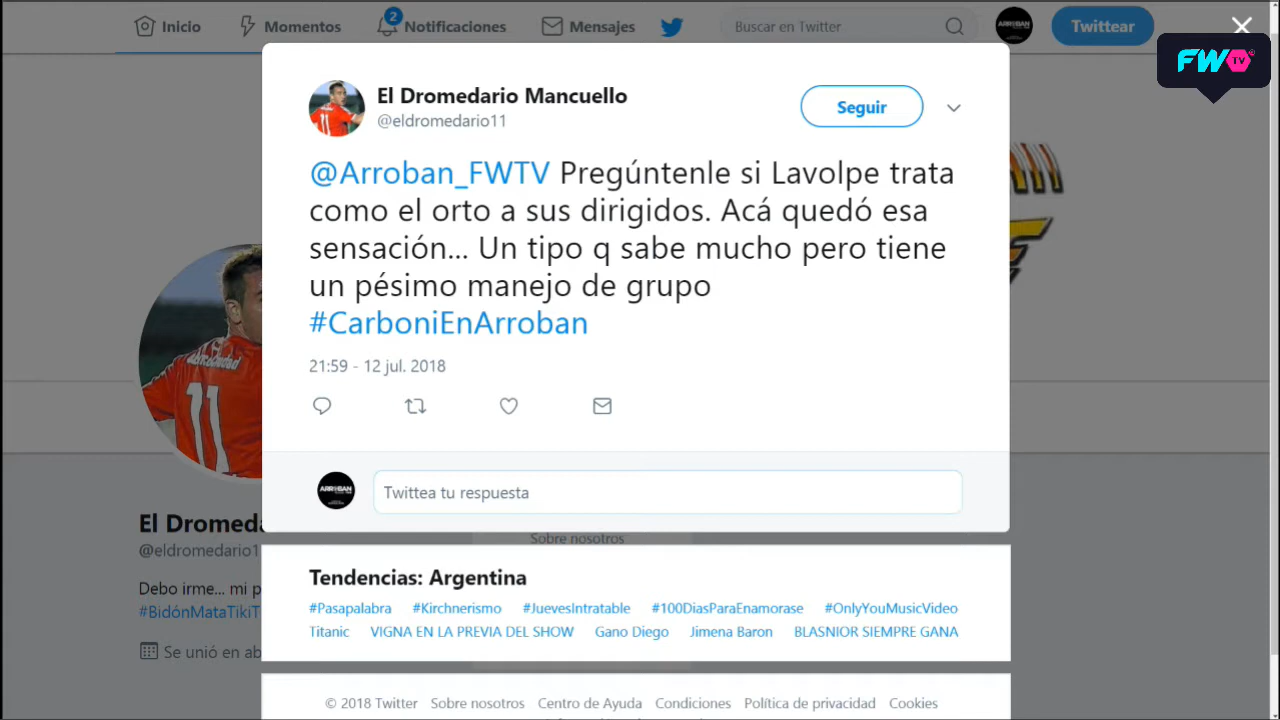 Inicio
Momentos
2
Notificaciones
Mensajes
Buscar en Twitter
Twittear
FWTV
El Dromedario Mancuello
@eldromedario11
Seguir
@Arroban_FWTV Pregúntenle si Lavolpe trata
como el orto a sus dirigidos. Acá quedó esa
sensación... Un tipo q sabe mucho pero tiene
un pésimo manejo de grupo
#CarboniEnArroban
21:59 - 12 jul. 2018
11
ARROBAN
Twittea tu respuesta
El Dromeda
@eldromedario1
Sobre nosotros
Debo irme... mi p
#BidónMataTikiT
Se unió en ab
Tendencias: Argentina
#Pasapalabra #Kirchnerismo #JuevesIntratable #100DiasParaEnamorase #OnlyYouMusicVideo
Titanic VIGNA EN LA PREVIA DEL SHOW Gano Diego Jimena Baron BLASNIOR SIEMPRE GANA
© 2018 Twitter Sobre nosotros Centro de Ayuda Condiciones Política de privacidad Cookies